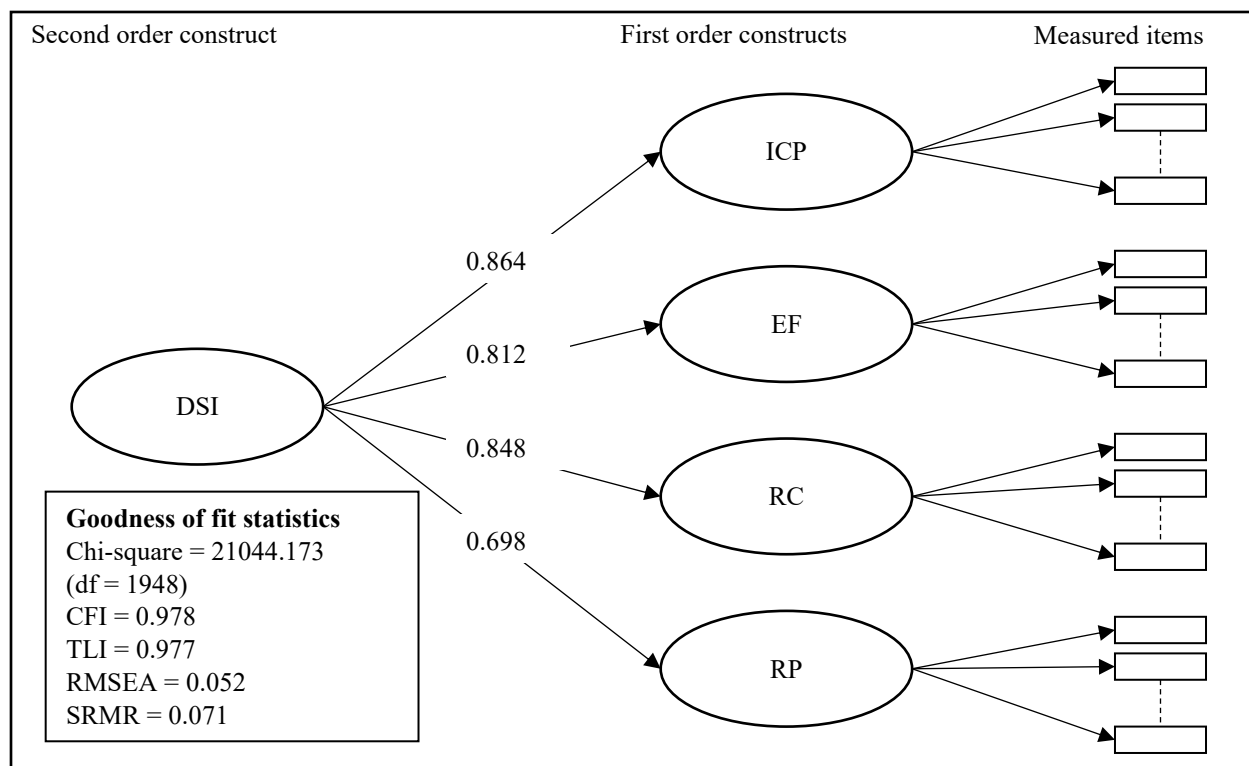 Second order construct
First order constructs
Measured items
ICP
0.864
EF
0.812
DSI
0.848
RC
0.698
RP
Goodness of fit statistics
Chi-square = 21044.173
(df = 1948)
CFI = 0.978
TLI = 0.977
RMSEA = 0.052
SRMR = 0.071